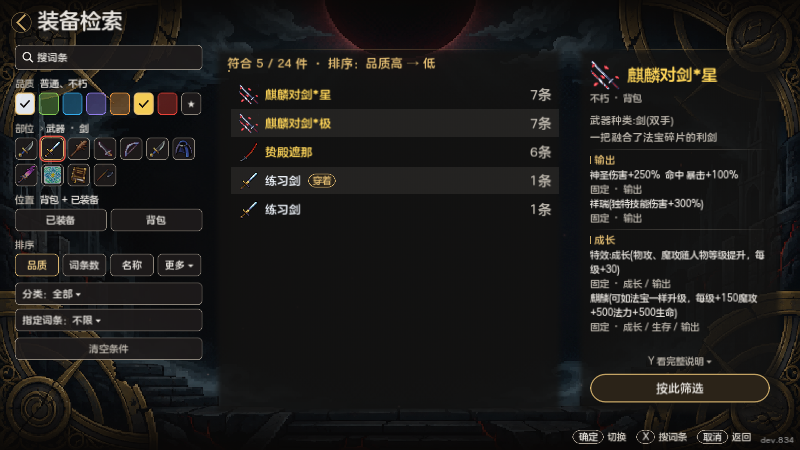 装备检索
搜词条
品质 普通、不朽
部位 · 武器 · 剑
位置 背包 + 已装备
已装备 背包
排序
品质 词条数 名称 更多
分类：全部
指定词条：不限
清空条件
符合 5 / 24 件 · 排序：品质高 → 低
麒麟对剑*星 7条
麒麟对剑*极 7条
贽殿遮那 6条
练习剑 穿着 1条
练习剑 1条
麒麟对剑*星
不朽 · 背包
武器种类:剑(双手)
一把融合了法宝碎片的利剑
输出
神圣伤害+250% 命中 暴击+100%
固定 · 输出
祥瑞(独特技能伤害+300%)
固定 · 输出
成长
特效:成长(物攻、魔攻随人物等级提升，每
级+30)
固定 · 成长 / 输出
麒麟(可如法宝一样升级，每级+150魔攻
+500法力+500生命)
固定 · 成长 / 生存 / 输出
Y 看完整说明
按此筛选
确定 切换 X 搜词条 取消 返回 dev.834